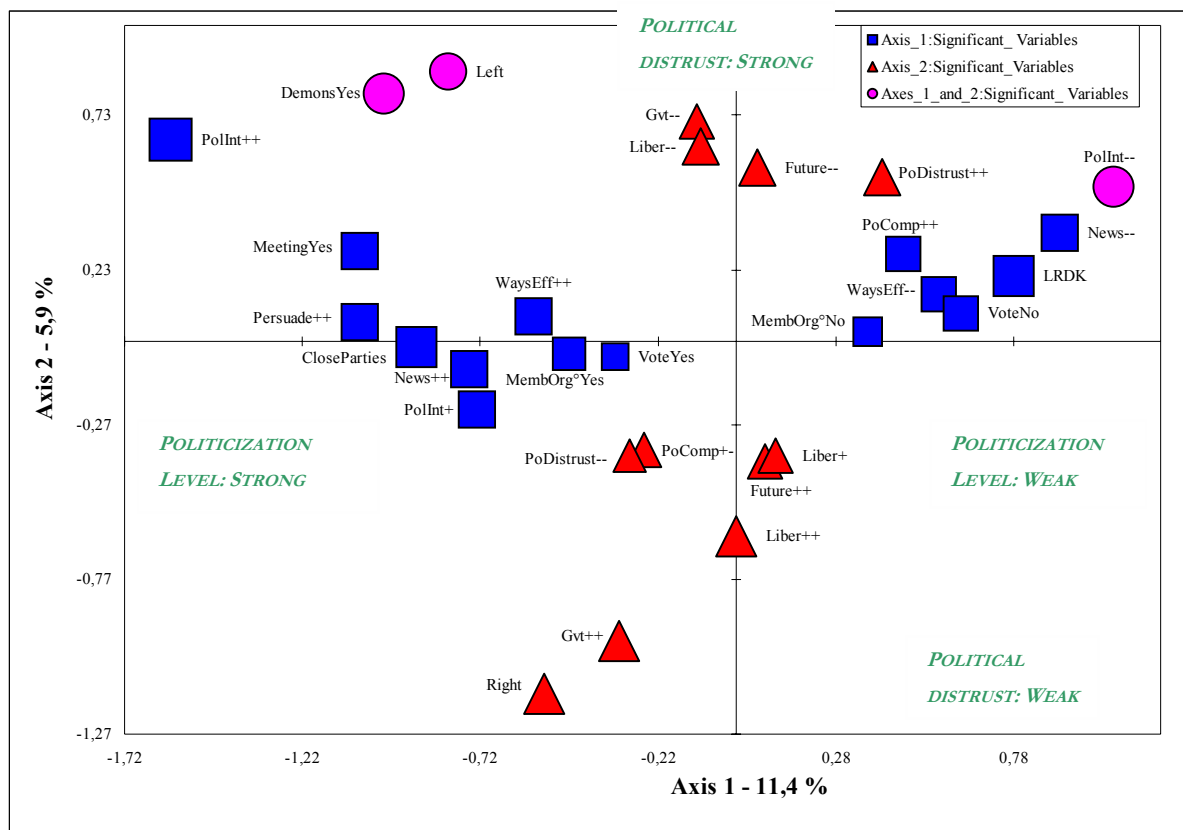 POLITICAL
DISTRUST: STRONG
Axis_1:Significant_ Variables
Axis_2:Significant_ Variables
Axes_1_and_2:Significant_ Variables
Left
DemonsYes
PolInt++
0,73
Gvt--
Liber--
Future--
PoDistrust++
PolInt--
PoComp++
News--
MeetingYes
0,23
WaysEff++
WaysEff--
LRDK
Persuade++
MembOrg°No
VoteNo
CloseParties
News++
MembOrg°Yes
VoteYes
PolInt+
-0,27
POLITICIZATION
LEVEL: STRONG
PoDistrust--
PoComp+-
Liber+
Future++
POLITICIZATION
LEVEL: WEAK
Liber++
-0,77
Gvt++
Right
POLITICAL
DISTRUST: WEAK
-1,27
-1,72
-1,22
-0,72
-0,22
0,28
0,78
Axis 1 - 11,4 %
Axis 2 - 5,9 %